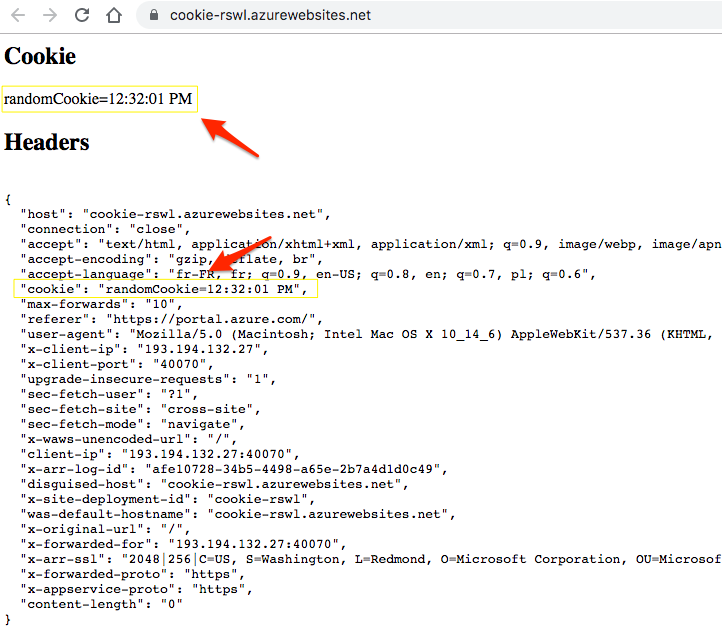 cookie-rswl.azurewebsites.net
Cookie
randomCookie=12:32:01 PM
Headers
{
"host": "cookie-rswl.azurewebsites.net",
"connection": "close",
"accept": "text/html, application/xhtml+xml, application/xml; q=0.9, image/webp, image/apn
"accept-encoding": "gzip, deflate, br",
"accept-language": "fr-FR, fr; q=0.9, en-US; q=0.8, en; q=0.7, pl; q=0.6",
"cookie": "randomCookie=12:32:01 PM",
"max-forwards": "10",
"referer": "https://portal.azure.com/",
"user-agent": "Mozilla/5.0 (Macintosh; Intel Mac OS X 10_14_6) AppleWebKit/537.36 (KHTML,
"x-client-ip": "193.194.132.27",
"x-client-port": "40070",
"upgrade-insecure-requests": "1",
"sec-fetch-user": "?1",
"sec-fetch-site": "cross-site",
"sec-fetch-mode": "navigate",
"x-waws-unencoded-url": "/",
"client-ip": "193.194.132.27:40070",
"x-arr-log-id": "afe10728-34b5-4498-a65e-2b7a4d1d0c49",
"disguised-host": "cookie-rswl.azurewebsites.net",
"x-site-deployment-id": "cookie-rswl",
"was-default-hostname": "cookie-rswl.azurewebsites.net",
"x-original-url": "/",
"x-forwarded-for": "193.194.132.27:40070",
"x-arr-ssl": "2048|256|C=US, S=Washington, L=Redmond, O=Microsoft Corporation, OU=Microsof
"x-forwarded-proto": "https",
"x-appservice-proto": "https",
"content-length": "0"
}